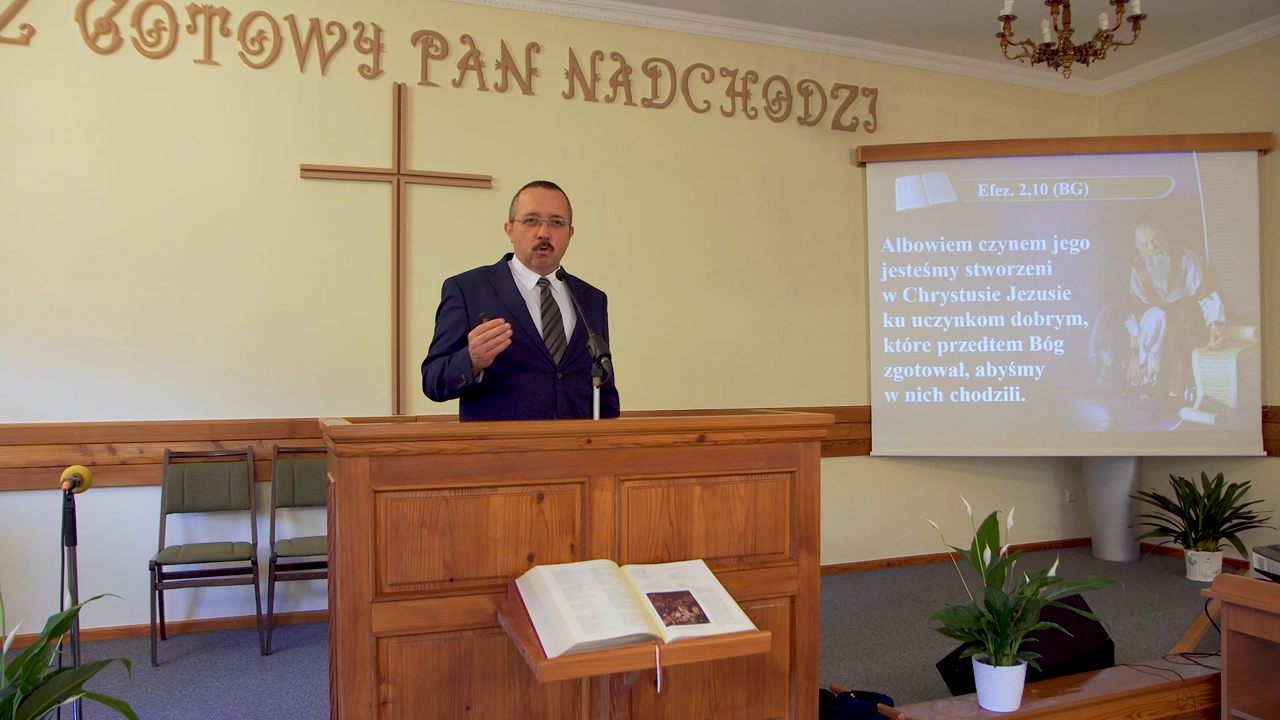 Z GOTOWY PAN NADCHODZI
Efez. 2,10 (BG)
Albowiem czynem jego
jesteśmy stworzeni
w Chrystusie Jezusie
ku uczynkom dobrym,
które przedtem Bóg
zgotował, abyśmy
w nich chodzili.